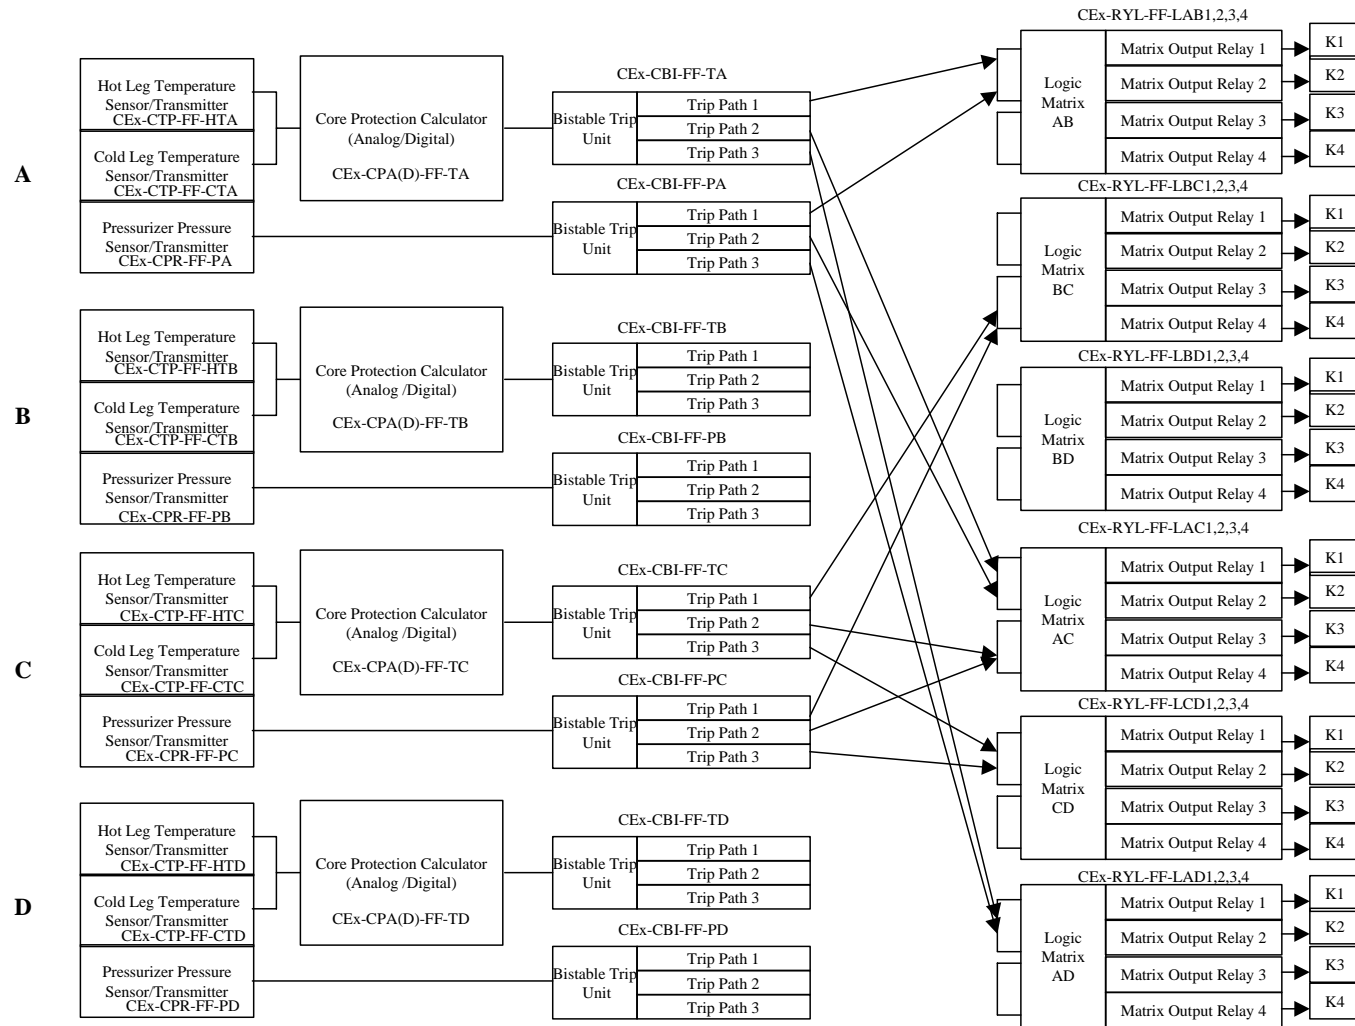 A
Hot Leg Temperature
Sensor/Transmitter
CEx-CTP-FF-HTA
Cold Leg Temperature
Sensor/Transmitter
CEx-CTP-FF-CTA
Pressurizer Pressure
Sensor/Transmitter
CEx-CPR-FF-PA
Core Protection Calculator
(Analog/Digital)
CEx-CPA(D)-FF-TA
CEx-CBI-FF-TA
Bistable Trip
Unit
Trip Path 1
Trip Path 2
Trip Path 3
CEx-CBI-FF-PA
Bistable Trip
Unit
Trip Path 1
Trip Path 2
Trip Path 3
B
Hot Leg Temperature
Sensor/Transmitter
CEx-CTP-FF-HTB
Cold Leg Temperature
Sensor/Transmitter
CEx-CTP-FF-CTB
Pressurizer Pressure
Sensor/Transmitter
CEx-CPR-FF-PB
Core Protection Calculator
(Analog /Digital)
CEx-CPA(D)-FF-TB
CEx-CBI-FF-TB
Bistable Trip
Unit
Trip Path 1
Trip Path 2
Trip Path 3
CEx-CBI-FF-PB
Bistable Trip
Unit
Trip Path 1
Trip Path 2
Trip Path 3
C
Hot Leg Temperature
Sensor/Transmitter
CEx-CTP-FF-HTC
Cold Leg Temperature
Sensor/Transmitter
CEx-CTP-FF-CTC
Pressurizer Pressure
Sensor/Transmitter
CEx-CPR-FF-PC
Core Protection Calculator
(Analog /Digital)
CEx-CPA(D)-FF-TC
CEx-CBI-FF-TC
Bistable Trip
Unit
Trip Path 1
Trip Path 2
Trip Path 3
CEx-CBI-FF-PC
Bistable Trip
Unit
Trip Path 1
Trip Path 2
Trip Path 3
D
Hot Leg Temperature
Sensor/Transmitter
CEx-CTP-FF-HTD
Cold Leg Temperature
Sensor/Transmitter
CEx-CTP-FF-CTD
Pressurizer Pressure
Sensor/Transmitter
CEx-CPR-FF-PD
Core Protection Calculator
(Analog /Digital)
CEx-CPA(D)-FF-TD
CEx-CBI-FF-TD
Bistable Trip
Unit
Trip Path 1
Trip Path 2
Trip Path 3
CEx-CBI-FF-PD
Bistable Trip
Unit
Trip Path 1
Trip Path 2
Trip Path 3
CEx-RYL-FF-LAB1,2,3,4
Logic
Matrix
AB
Matrix Output Relay 1
Matrix Output Relay 2
Matrix Output Relay 3
Matrix Output Relay 4
K1
K2
K3
K4
CEx-RYL-FF-LBC1,2,3,4
Logic
Matrix
BC
Matrix Output Relay 1
Matrix Output Relay 2
Matrix Output Relay 3
Matrix Output Relay 4
K1
K2
K3
K4
CEx-RYL-FF-LBD1,2,3,4
Logic
Matrix
BD
Matrix Output Relay 1
Matrix Output Relay 2
Matrix Output Relay 3
Matrix Output Relay 4
K1
K2
K3
K4
CEx-RYL-FF-LAC1,2,3,4
Logic
Matrix
AC
Matrix Output Relay 1
Matrix Output Relay 2
Matrix Output Relay 3
Matrix Output Relay 4
K1
K2
K3
K4
CEx-RYL-FF-LCD1,2,3,4
Logic
Matrix
CD
Matrix Output Relay 1
Matrix Output Relay 2
Matrix Output Relay 3
Matrix Output Relay 4
K1
K2
K3
K4
CEx-RYL-FF-LAD1,2,3,4
Logic
Matrix
AD
Matrix Output Relay 1
Matrix Output Relay 2
Matrix Output Relay 3
Matrix Output Relay 4
K1
K2
K3
K4